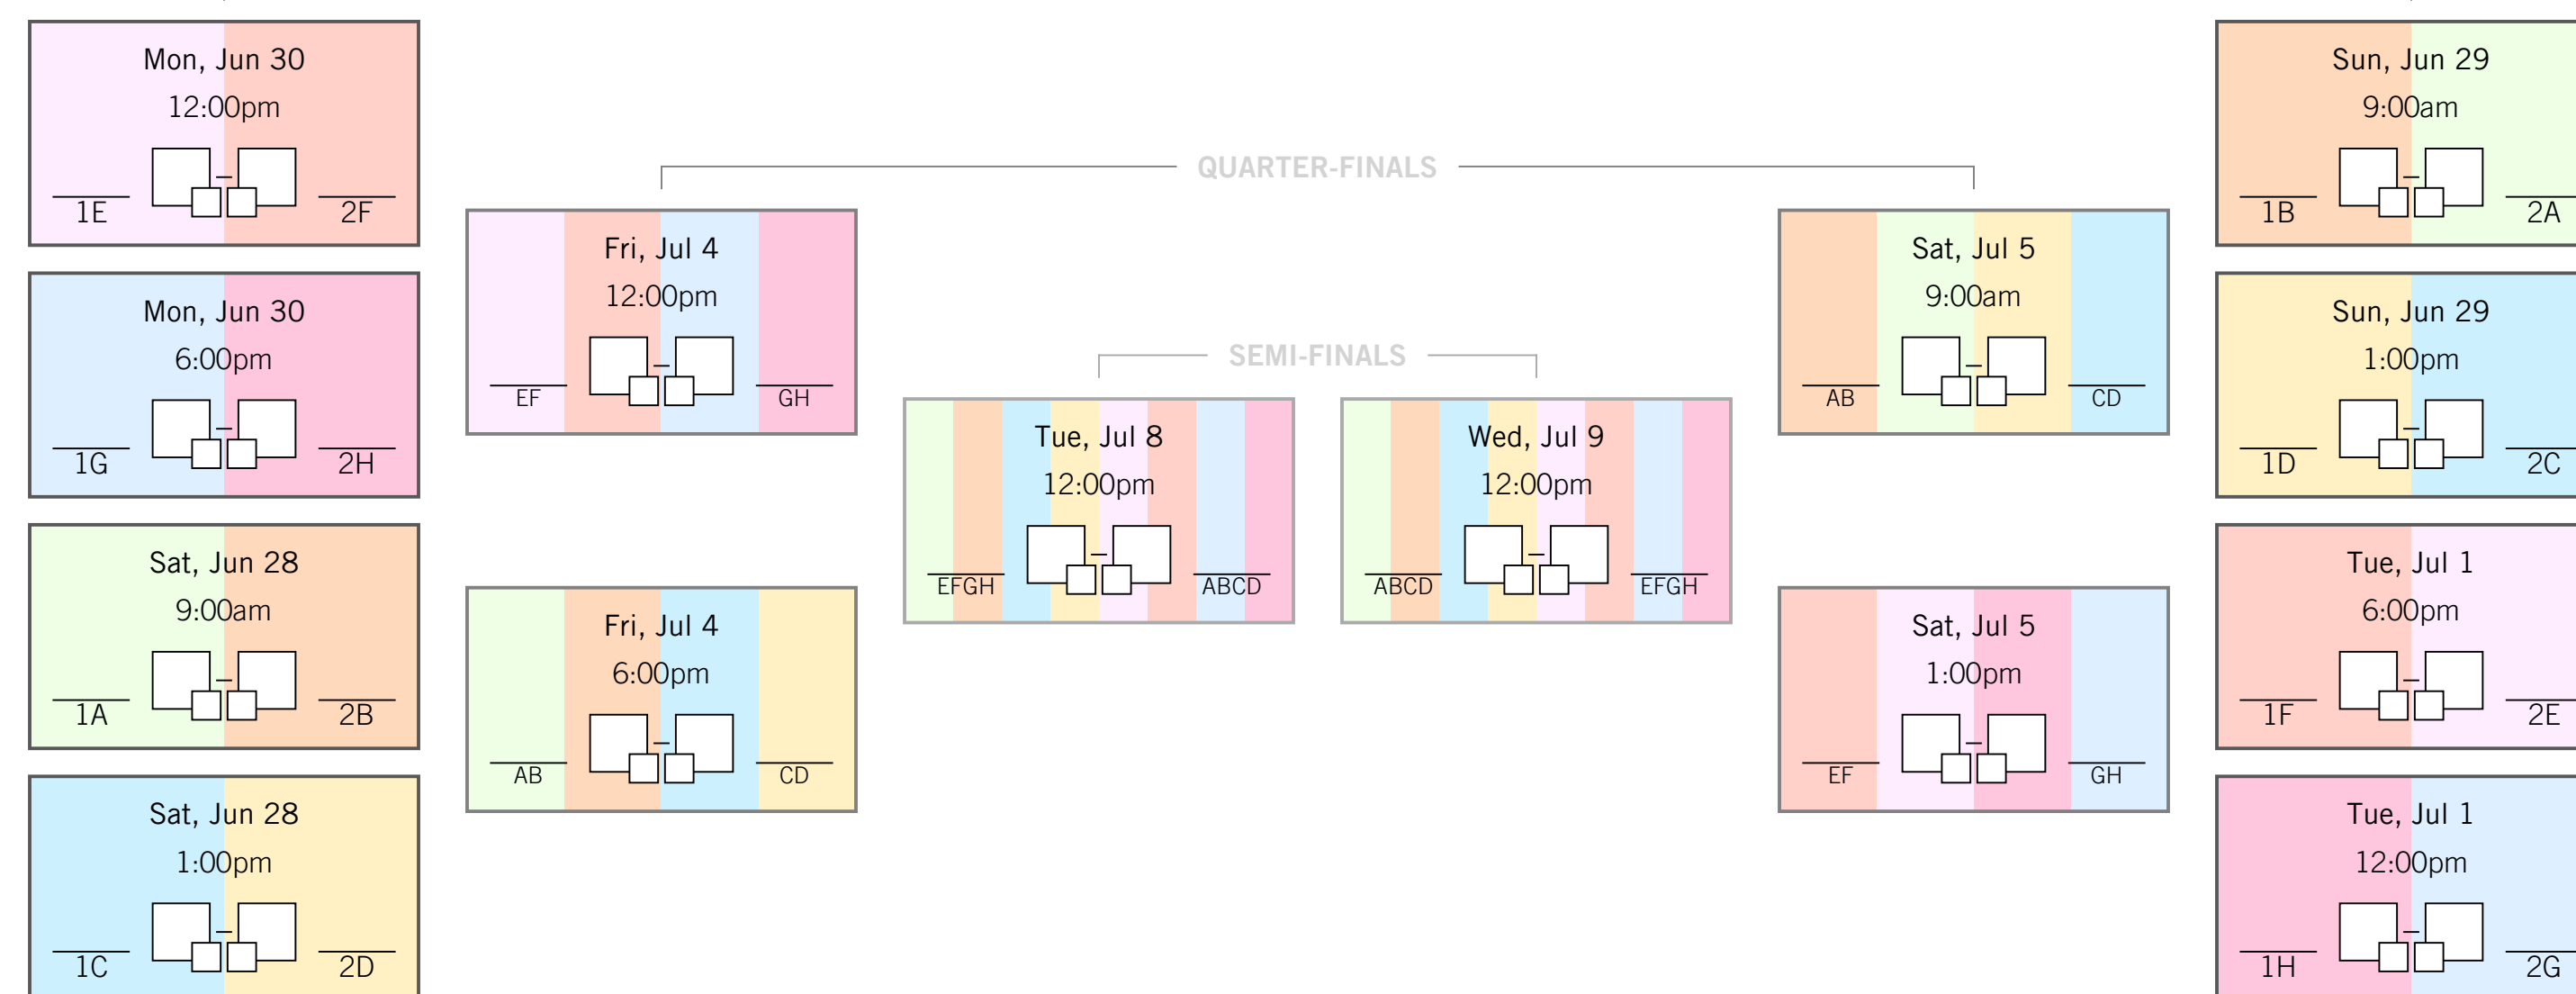 Mon, Jun 30
12:00pm
1E – 2F
Mon, Jun 30
6:00pm
1G – 2H
Sat, Jun 28
9:00am
1A – 2B
Sat, Jun 28
1:00pm
1C – 2D
QUARTER-FINALS
Fri, Jul 4
12:00pm
EF – GH
Fri, Jul 4
6:00pm
AB – CD
SEMI-FINALS
Tue, Jul 8
12:00pm
EFGH – ABCD
Wed, Jul 9
12:00pm
ABCD – EFGH
Sat, Jul 5
9:00am
AB – CD
Sat, Jul 5
1:00pm
EF – GH
Sun, Jun 29
9:00am
1B – 2A
Sun, Jun 29
1:00pm
1D – 2C
Tue, Jul 1
6:00pm
1F – 2E
Tue, Jul 1
12:00pm
1H – 2G